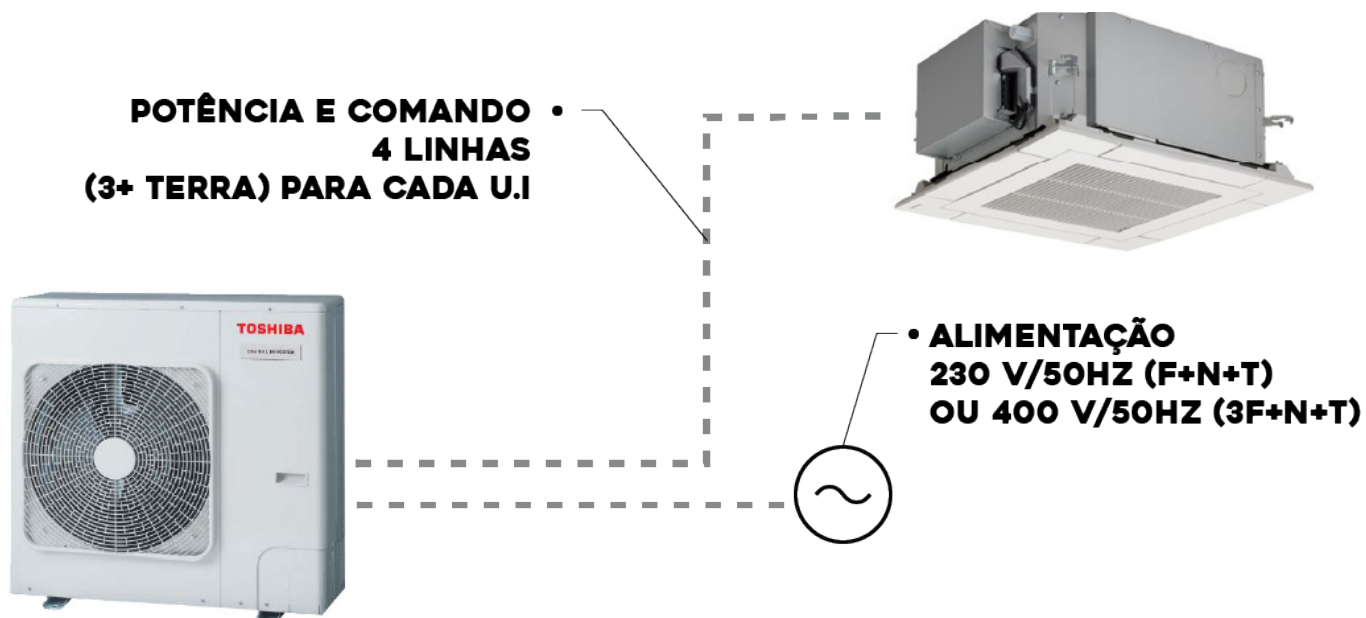 POTÊNCIA E COMANDO •
4 LINHAS
(3+ TERRA) PARA CADA U.I
TOSHIBA
• ALIMENTAÇÃO
230 V/50HZ (F+N+T)
OU 400 V/50HZ (3F+N+T)